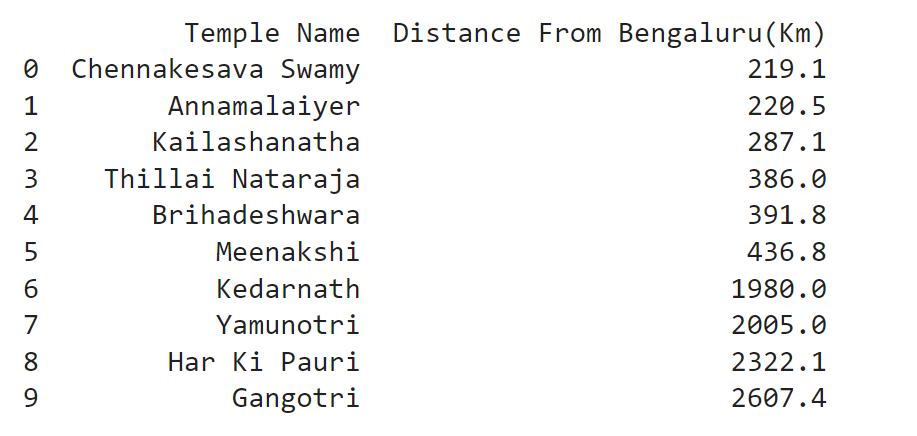 Temple Name Distance From Bengaluru(Km)
0 Chennakesava Swamy 219.1
1 Annamalaiyer 220.5
2 Kailashanatha 287.1
3 Thillai Nataraja 386.0
4 Brihadeshwara 391.8
5 Meenakshi 436.8
6 Kedarnath 1980.0
7 Yamunotri 2005.0
8 Har Ki Pauri 2322.1
9 Gangotri 2607.4